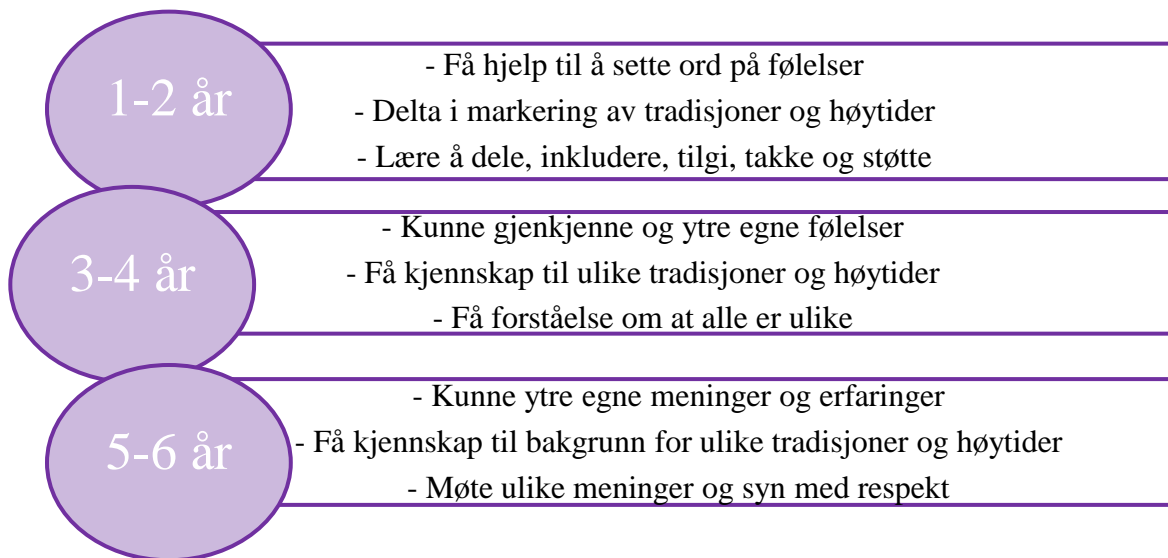 1-2 år
- Få hjelp til å sette ord på følelser
- Delta i markering av tradisjoner og høytider
- Lære å dele, inkludere, tilgi, takke og støtte
3-4 år
- Kunne gjenkjenne og ytre egne følelser
- Få kjennskap til ulike tradisjoner og høytider
- Få forståelse om at alle er ulike
5-6 år
- Kunne ytre egne meninger og erfaringer
- Få kjennskap til bakgrunn for ulike tradisjoner og høytider
- Møte ulike meninger og syn med respekt